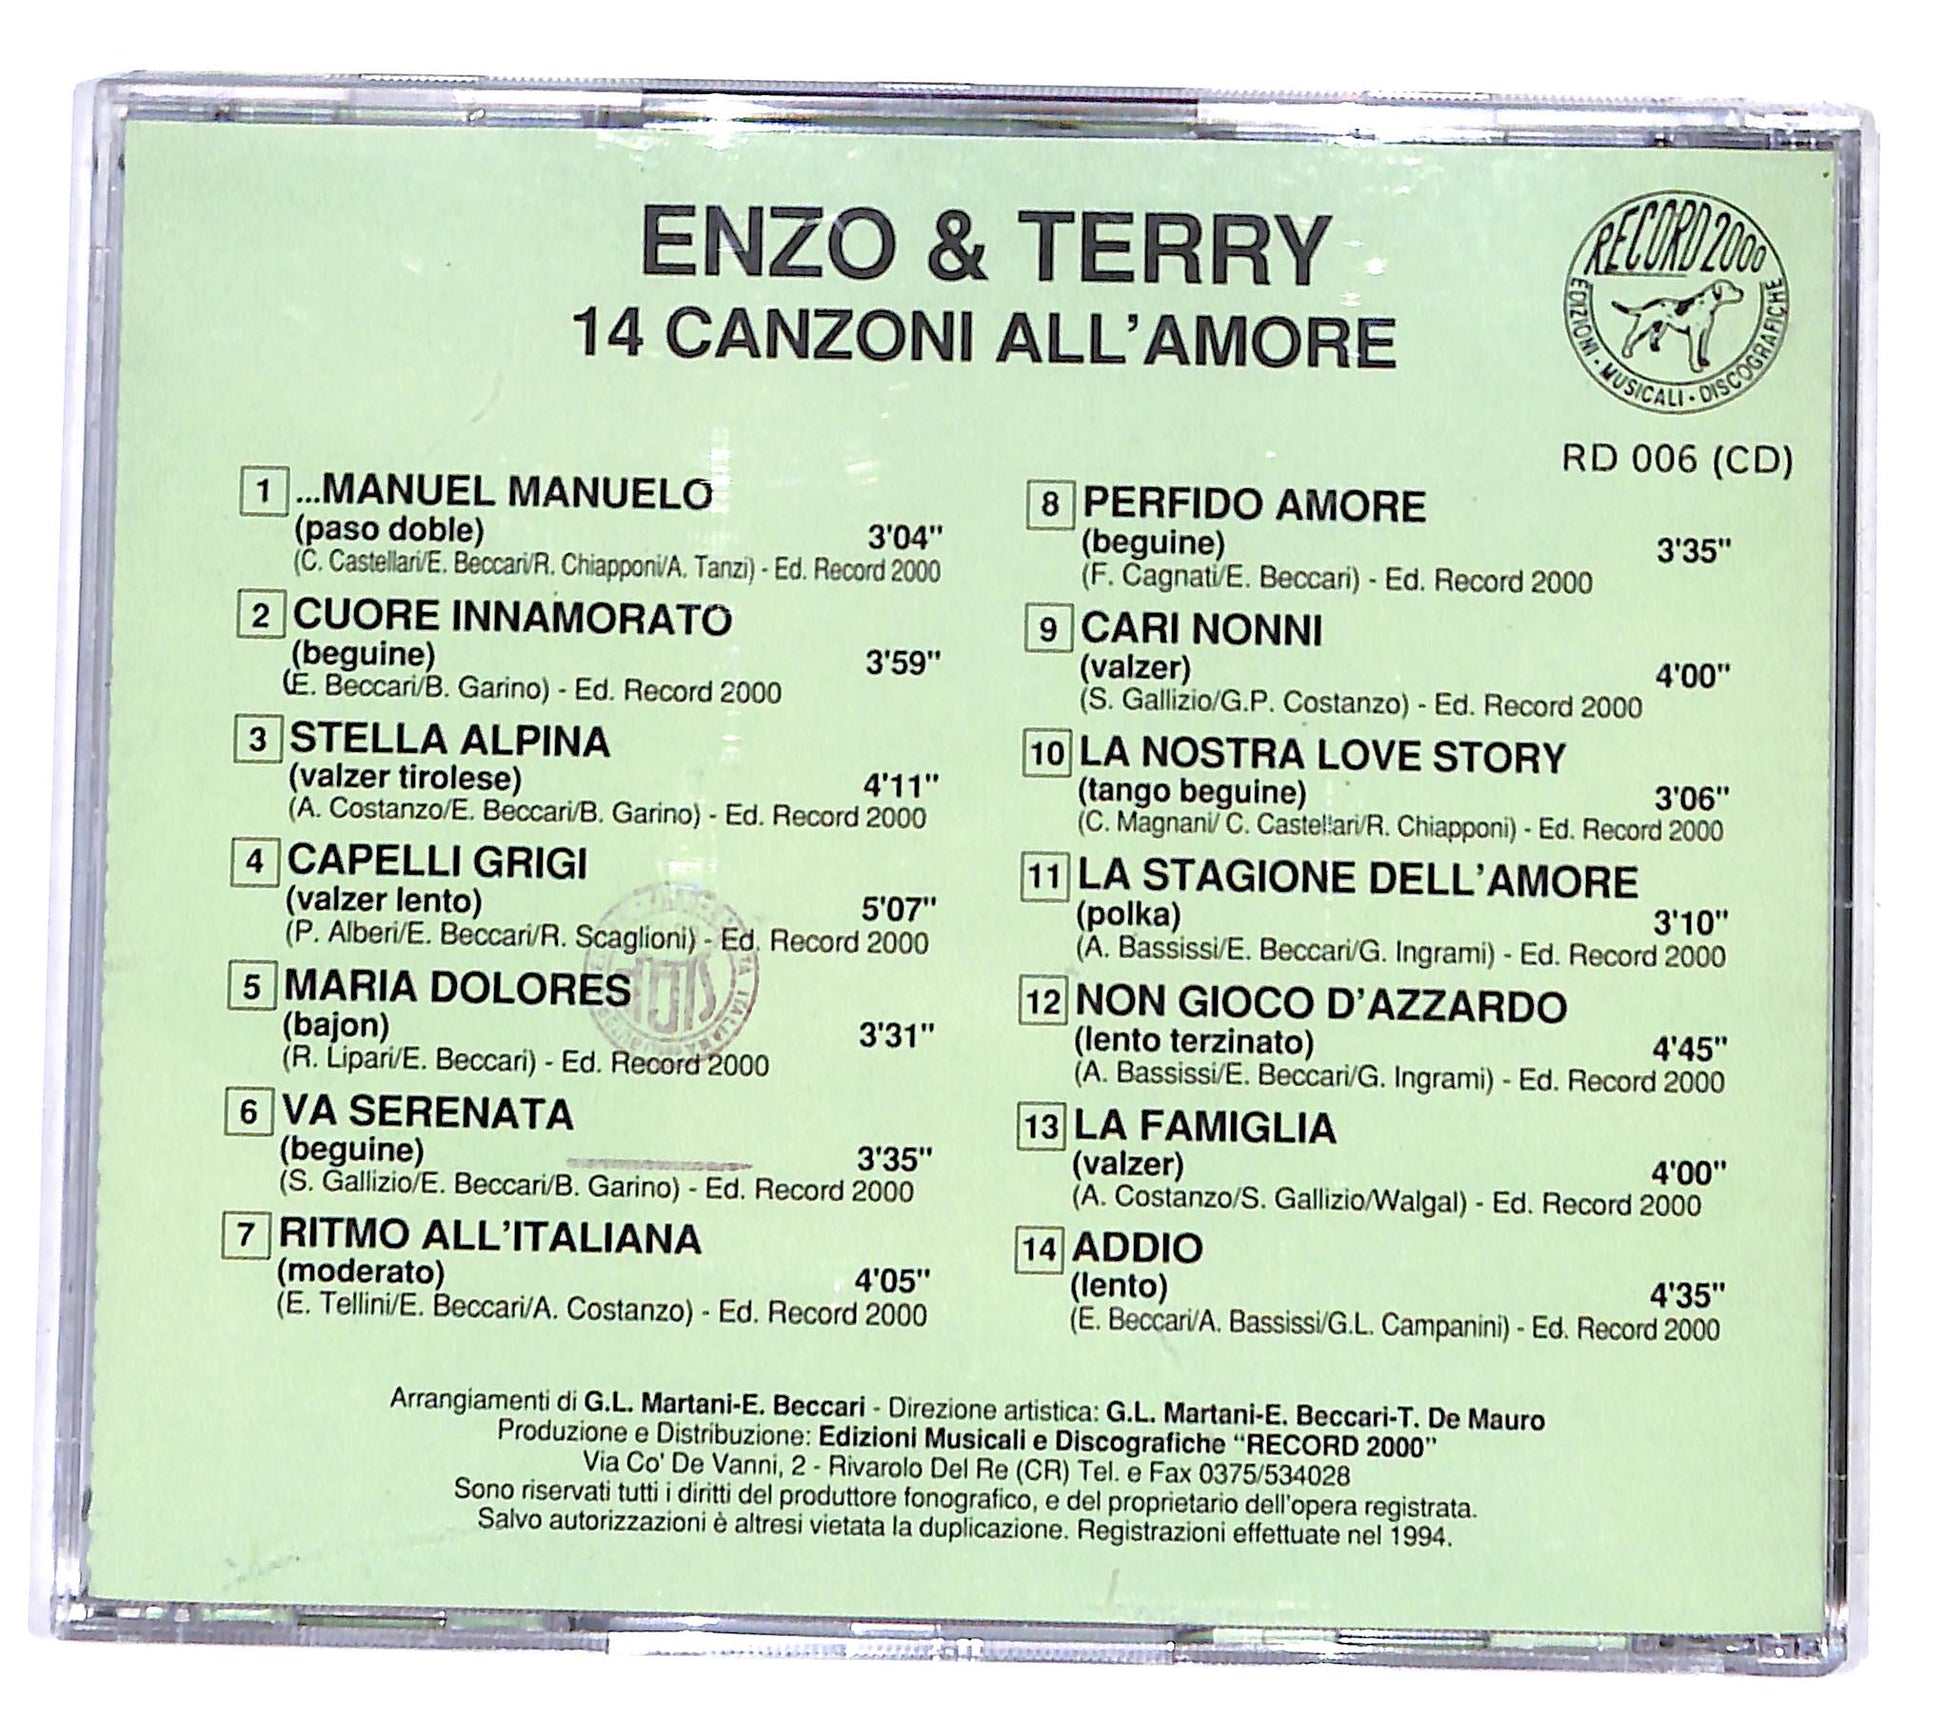 ENZO & TERRY
14 CANZONI ALL'AMORE
RECORD 2000
EDIZIONI · MUSICALI · DISCOGRAFICHE
RD 006 (CD)
1 ...MANUEL MANUELO
(paso doble) 3'04"
(C. Castellari/E. Beccari/R. Chiapponi/A. Tanzi) - Ed. Record 2000
2 CUORE INNAMORATO
(beguine) 3'59"
(E. Beccari/B. Garino) - Ed. Record 2000
3 STELLA ALPINA
(valzer tirolese) 4'11"
(A. Costanzo/E. Beccari/B. Garino) - Ed. Record 2000
4 CAPELLI GRIGI
(valzer lento) 5'07"
(P. Alberi/E. Beccari/R. Scaglioni) - Ed. Record 2000
5 MARIA DOLORES
(bajon) 3'31"
(R. Lipari/E. Beccari) - Ed. Record 2000
6 VA SERENATA
(beguine) 3'35"
(S. Gallizio/E. Beccari/B. Garino) - Ed. Record 2000
7 RITMO ALL'ITALIANA
(moderato) 4'05"
(E. Tellini/E. Beccari/A. Costanzo) - Ed. Record 2000
8 PERFIDO AMORE
(beguine) 3'35"
(F. Cagnati/E. Beccari) - Ed. Record 2000
9 CARI NONNI
(valzer) 4'00"
(S. Gallizio/G.P. Costanzo) - Ed. Record 2000
10 LA NOSTRA LOVE STORY
(tango beguine) 3'06"
(C. Magnani/ C. Castellari/R. Chiapponi) - Ed. Record 2000
11 LA STAGIONE DELL'AMORE
(polka) 3'10"
(A. Bassissi/E. Beccari/G. Ingrami) - Ed. Record 2000
12 NON GIOCO D'AZZARDO
(lento terzinato) 4'45"
(A. Bassissi/E. Beccari/G. Ingrami) - Ed. Record 2000
13 LA FAMIGLIA
(valzer) 4'00"
(A. Costanzo/S. Gallizio/Walgal) - Ed. Record 2000
14 ADDIO
(lento) 4'35"
(E. Beccari/A. Bassissi/G.L. Campanini) - Ed. Record 2000
Arrangiamenti di G.L. Martani-E. Beccari - Direzione artistica: G.L. Martani-E. Beccari-T. De Mauro
Produzione e Distribuzione: Edizioni Musicali e Discografiche "RECORD 2000"
Via Co' De Vanni, 2 - Rivarolo Del Re (CR) Tel. e Fax 0375/534028
Sono riservati tutti i diritti del produttore fonografico, e del proprietario dell'opera registrata.
Salvo autorizzazioni è altresi vietata la duplicazione. Registrazioni effettuate nel 1994.